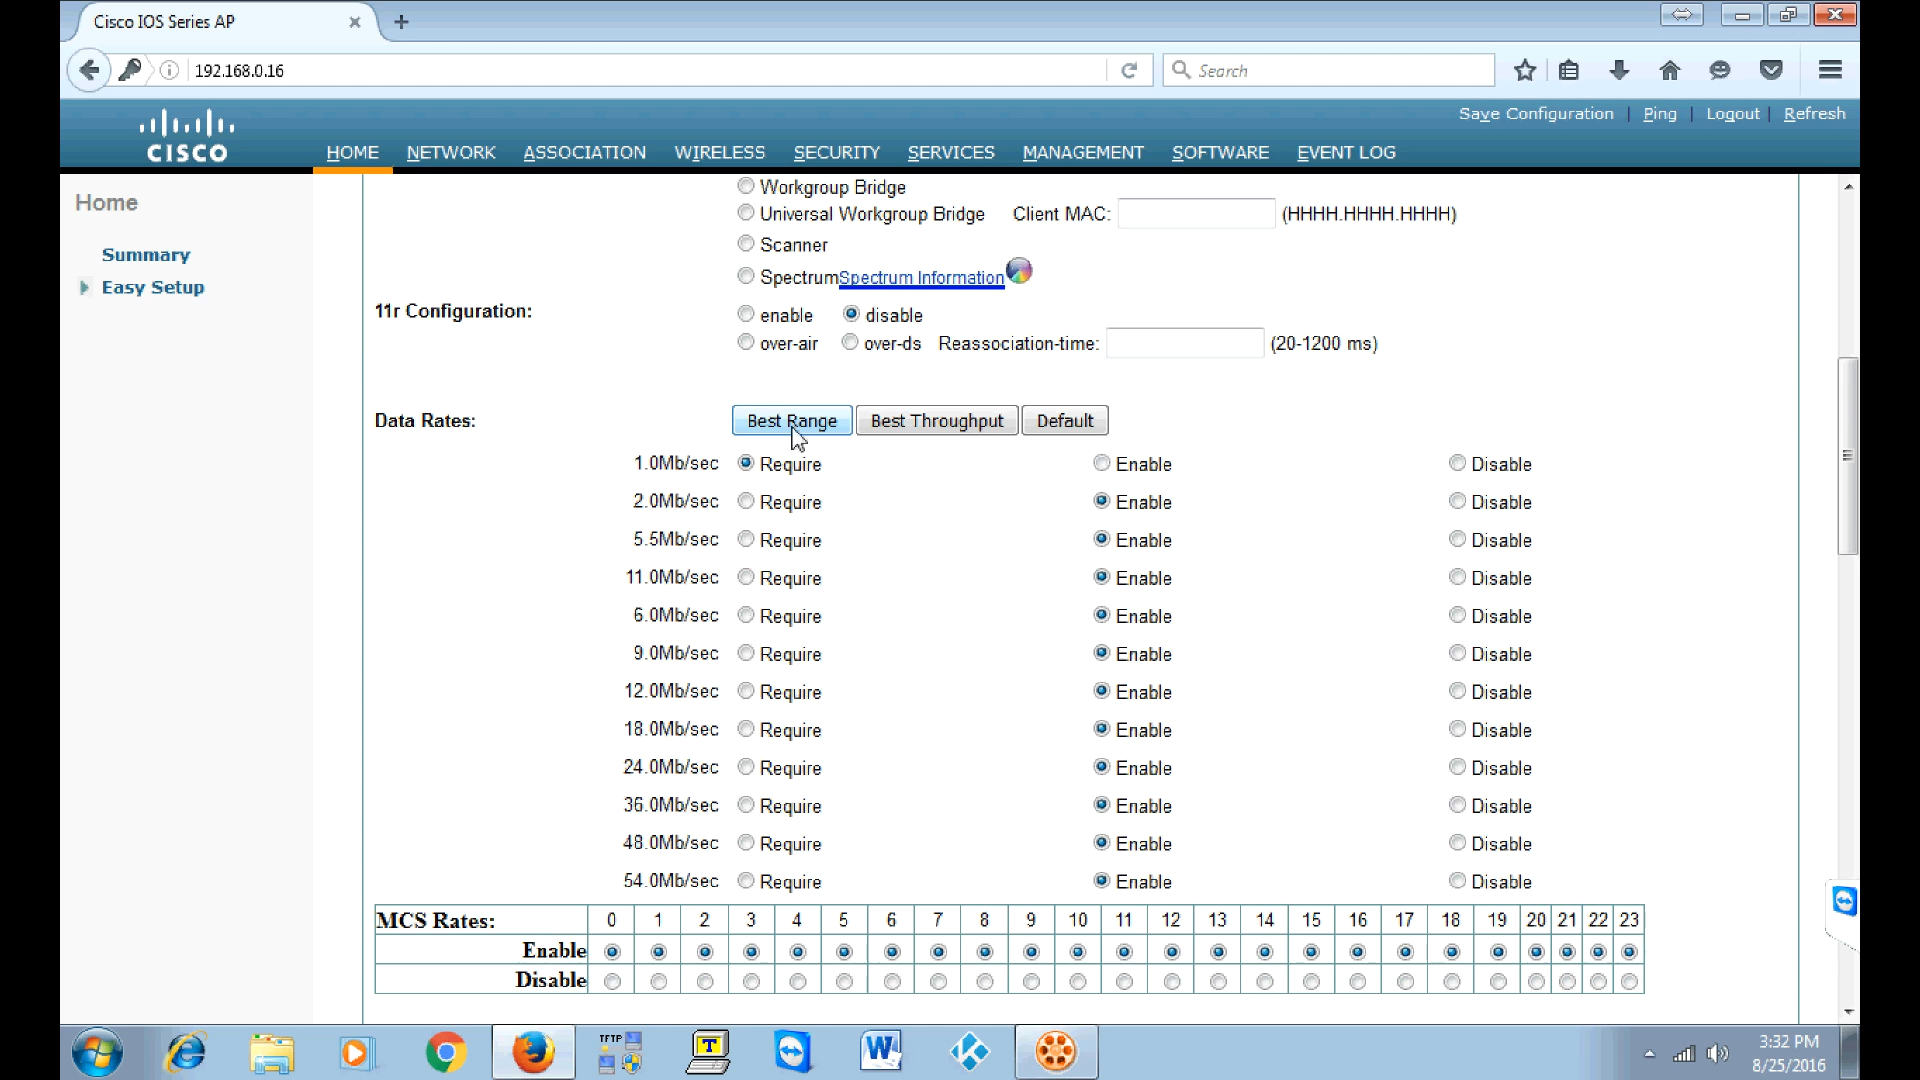 Cisco IOS Series AP
192.168.0.16
Search
Save Configuration | Ping | Logout | Refresh
CISCO
HOME NETWORK ASSOCIATION WIRELESS SECURITY SERVICES MANAGEMENT SOFTWARE EVENT LOG
Home
Summary
Easy Setup
Workgroup Bridge
Universal Workgroup Bridge Client MAC: (HHHH.HHHH.HHHH)
Scanner
SpectrumSpectrum Information
11r Configuration: enable disable
over-air over-ds Reassociation-time: (20-1200 ms)
Data Rates: Best Range Best Throughput Default
1.0Mb/sec Require Enable Disable
2.0Mb/sec Require Enable Disable
5.5Mb/sec Require Enable Disable
11.0Mb/sec Require Enable Disable
6.0Mb/sec Require Enable Disable
9.0Mb/sec Require Enable Disable
12.0Mb/sec Require Enable Disable
18.0Mb/sec Require Enable Disable
24.0Mb/sec Require Enable Disable
36.0Mb/sec Require Enable Disable
48.0Mb/sec Require Enable Disable
54.0Mb/sec Require Enable Disable
MCS Rates: 0 1 2 3 4 5 6 7 8 9 10 11 12 13 14 15 16 17 18 19 20 21 22 23
Enable
Disable
TFTP
T
W
3:32 PM
8/25/2016